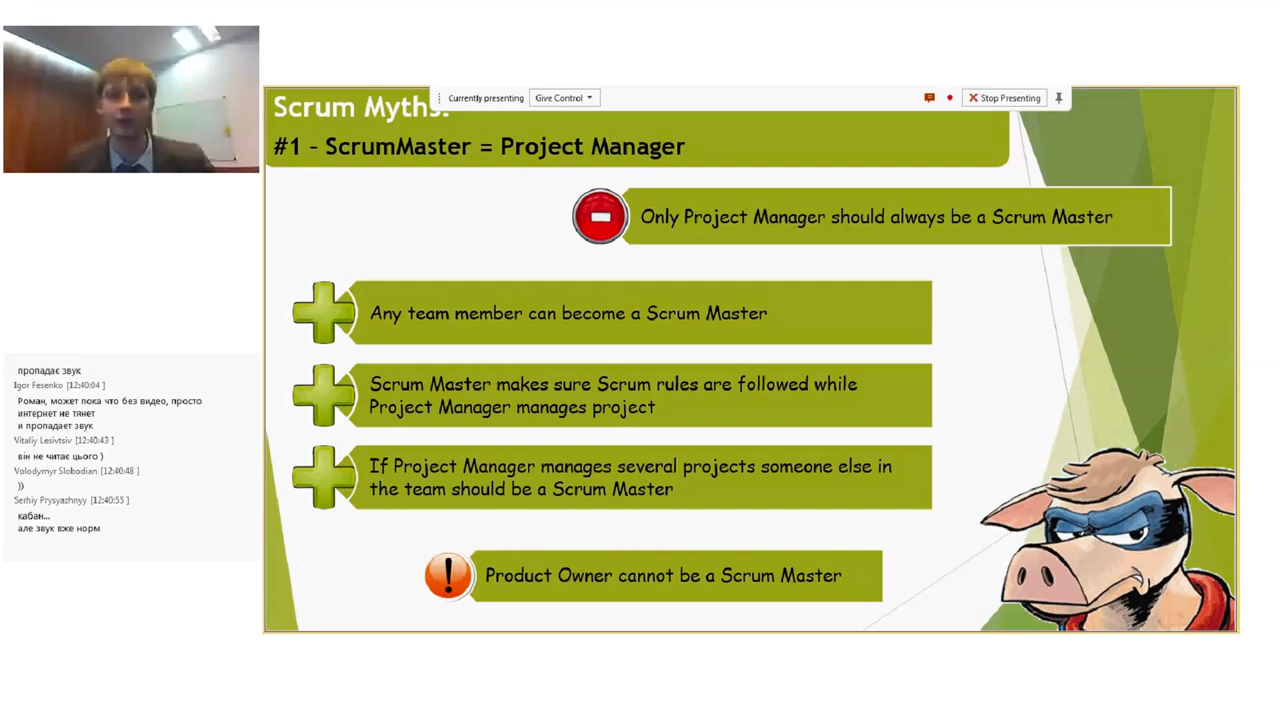 Currently presenting
Give Control
Stop Presenting
Scrum Myths:
#1 - ScrumMaster = Project Manager
Only Project Manager should always be a Scrum Master
Any team member can become a Scrum Master
Scrum Master makes sure Scrum rules are followed while
Project Manager manages project
If Project Manager manages several projects someone else in
the team should be a Scrum Master
Product Owner cannot be a Scrum Master
пропадає звук
Igor Fesenko [12:40:04 ]
Роман, может пока что без видео, просто
интернет не тянет
и пропадает звук
Vitaliy Lesivtsiv [12:40:43 ]
він не читає цього )
Volodymyr Slobodian [12:40:48 ]
))
Serhiy Prysyazhnyy [12:40:55 ]
кабан...
але звук вже норм